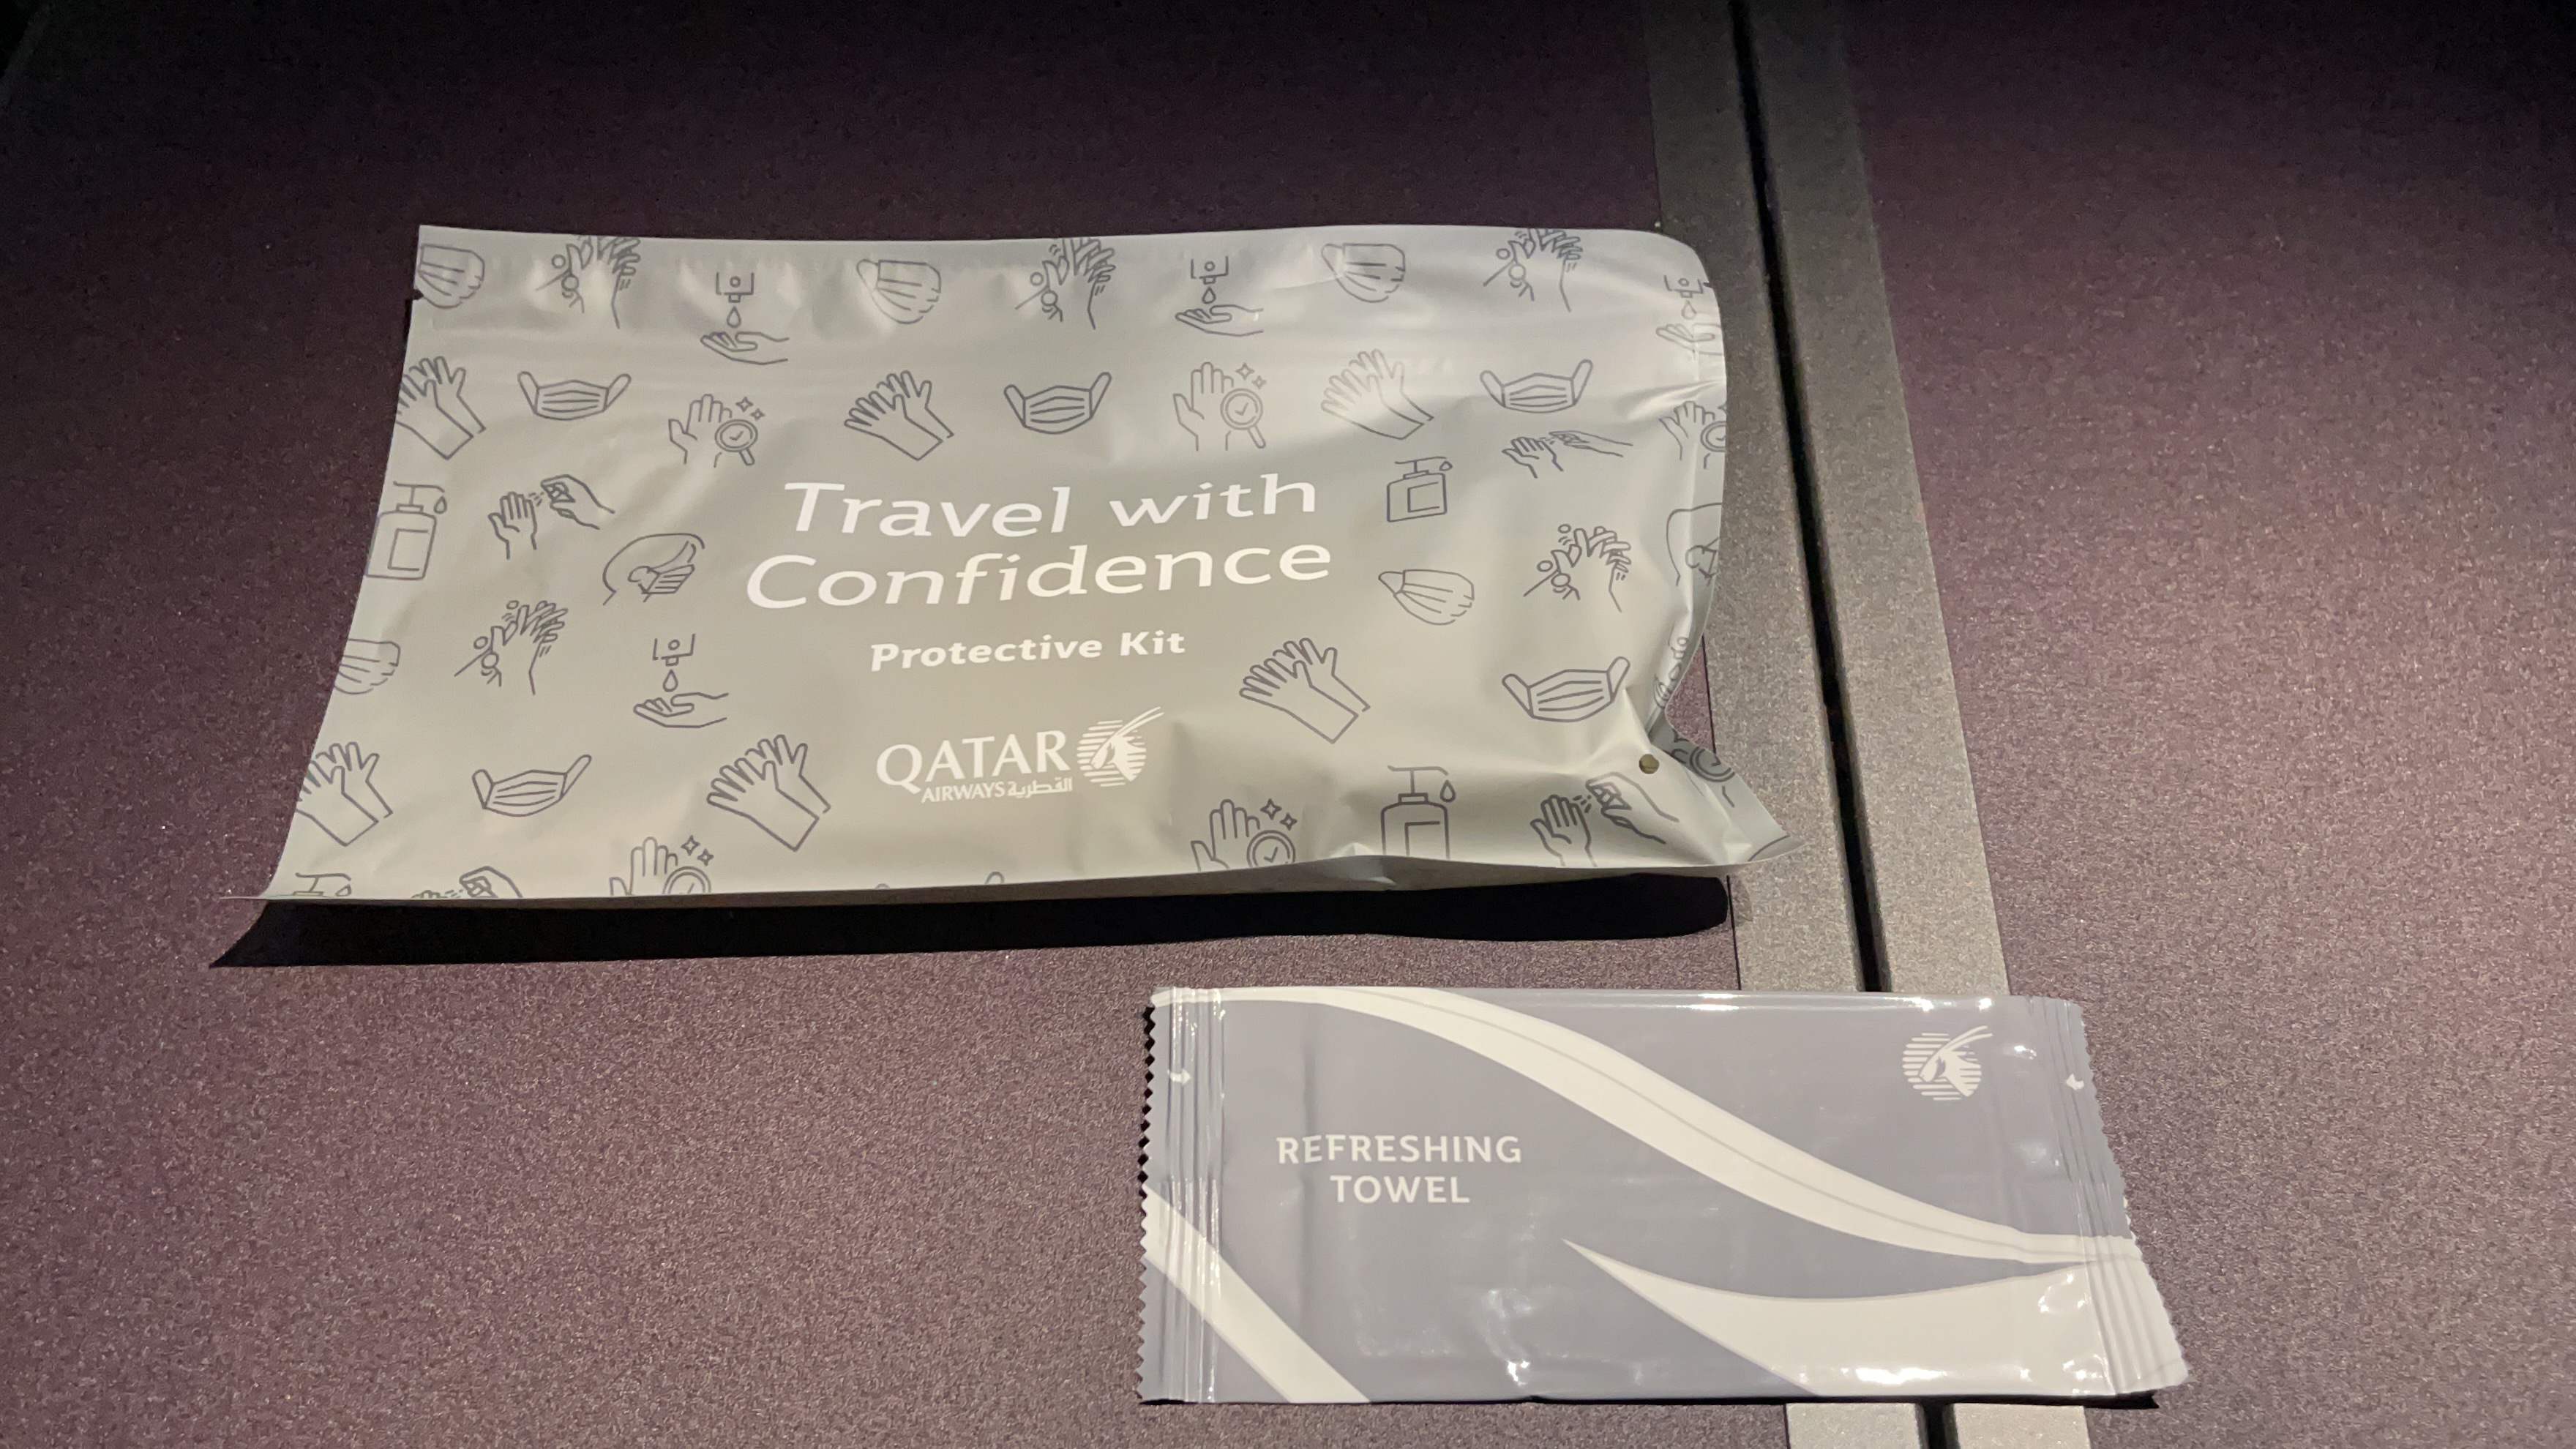 Travel with
Confidence
Protective Kit
QATAR
AIRWAYS القطرية
REFRESHING
TOWEL